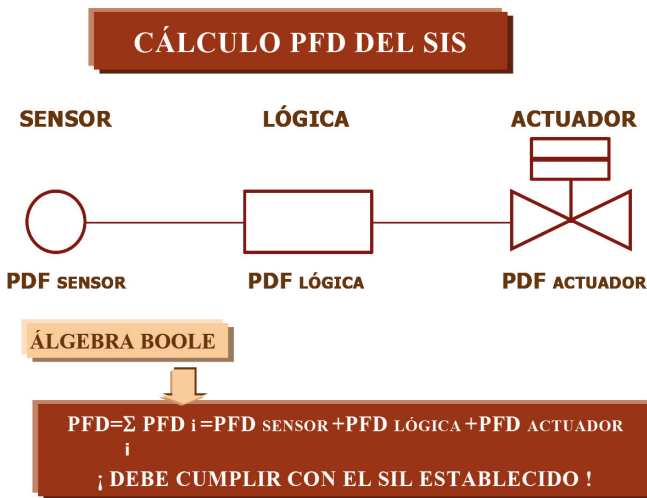 CÁLCULO PFD DEL SIS
SENSOR LÓGICA ACTUADOR
PDF SENSOR PDF LÓGICA PDF ACTUADOR
ÁLGEBRA BOOLE
PFD=Σ PFD i =PFD SENSOR +PFD LÓGICA +PFD ACTUADOR
i
¡ DEBE CUMPLIR CON EL SIL ESTABLECIDO !